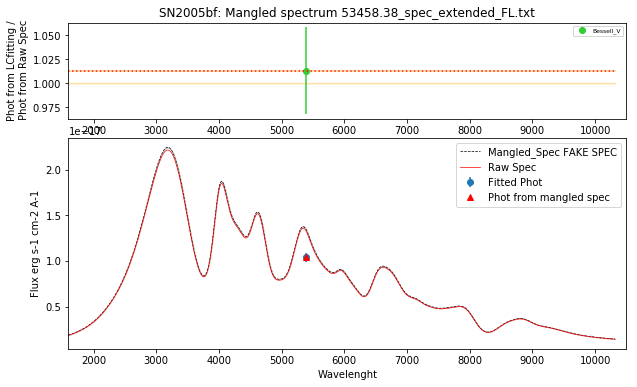 SN2005bf: Mangled spectrum 53458.38_spec_extended_FL.txt
Phot from LCfitting /
Phot from Raw Spec
1.050
1.025
1.000
0.975
Bessell_V
2000 3000 4000 5000 6000 7000 8000 9000 10000
1e−17
Flux erg s-1 cm-2 A-1
2.0
1.5
1.0
0.5
Mangled_Spec FAKE SPEC
Raw Spec
Fitted Phot
Phot from mangled spec
2000 3000 4000 5000 6000 7000 8000 9000 10000
Wavelenght